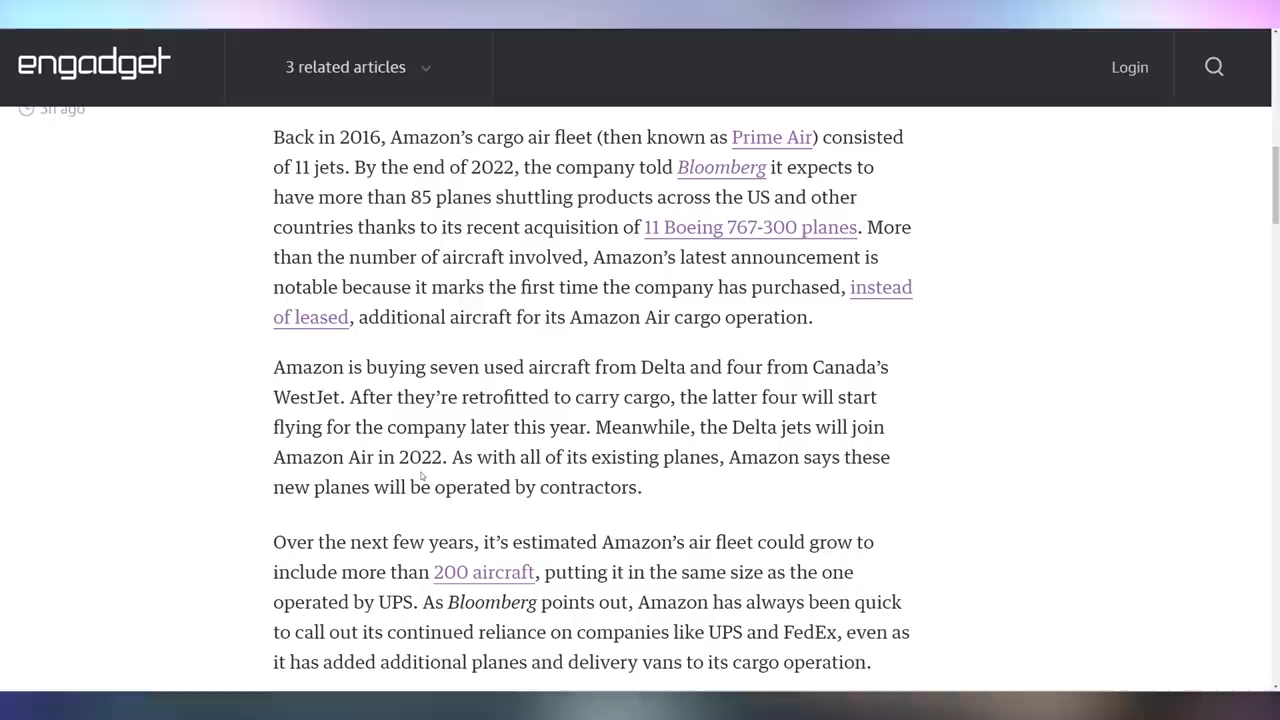 engadget
3 related articles
Login
3h ago
Back in 2016, Amazon’s cargo air fleet (then known as Prime Air) consisted
of 11 jets. By the end of 2022, the company told Bloomberg it expects to
have more than 85 planes shuttling products across the US and other
countries thanks to its recent acquisition of 11 Boeing 767-300 planes. More
than the number of aircraft involved, Amazon’s latest announcement is
notable because it marks the first time the company has purchased, instead
of leased, additional aircraft for its Amazon Air cargo operation.
Amazon is buying seven used aircraft from Delta and four from Canada’s
WestJet. After they’re retrofitted to carry cargo, the latter four will start
flying for the company later this year. Meanwhile, the Delta jets will join
Amazon Air in 2022. As with all of its existing planes, Amazon says these
new planes will be operated by contractors.
Over the next few years, it’s estimated Amazon’s air fleet could grow to
include more than 200 aircraft, putting it in the same size as the one
operated by UPS. As Bloomberg points out, Amazon has always been quick
to call out its continued reliance on companies like UPS and FedEx, even as
it has added additional planes and delivery vans to its cargo operation.